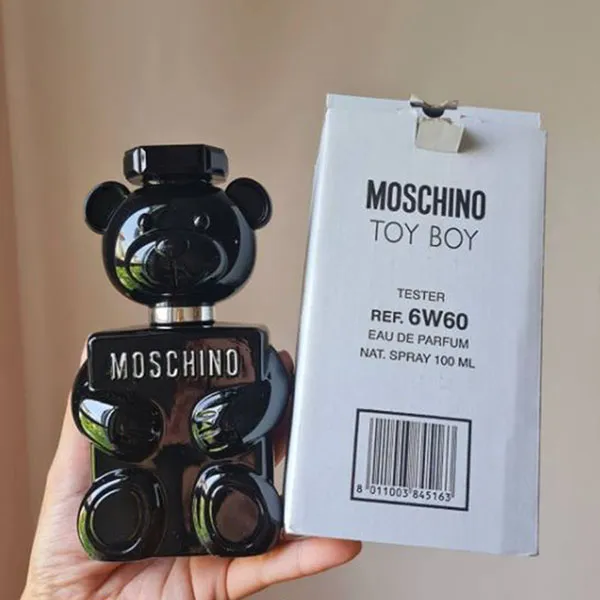 MOSCHINO
MOSCHINO
TOY BOY
TESTER
REF. 6W60
EAU DE PARFUM
NAT. SPRAY 100 ML
8 011003 845163